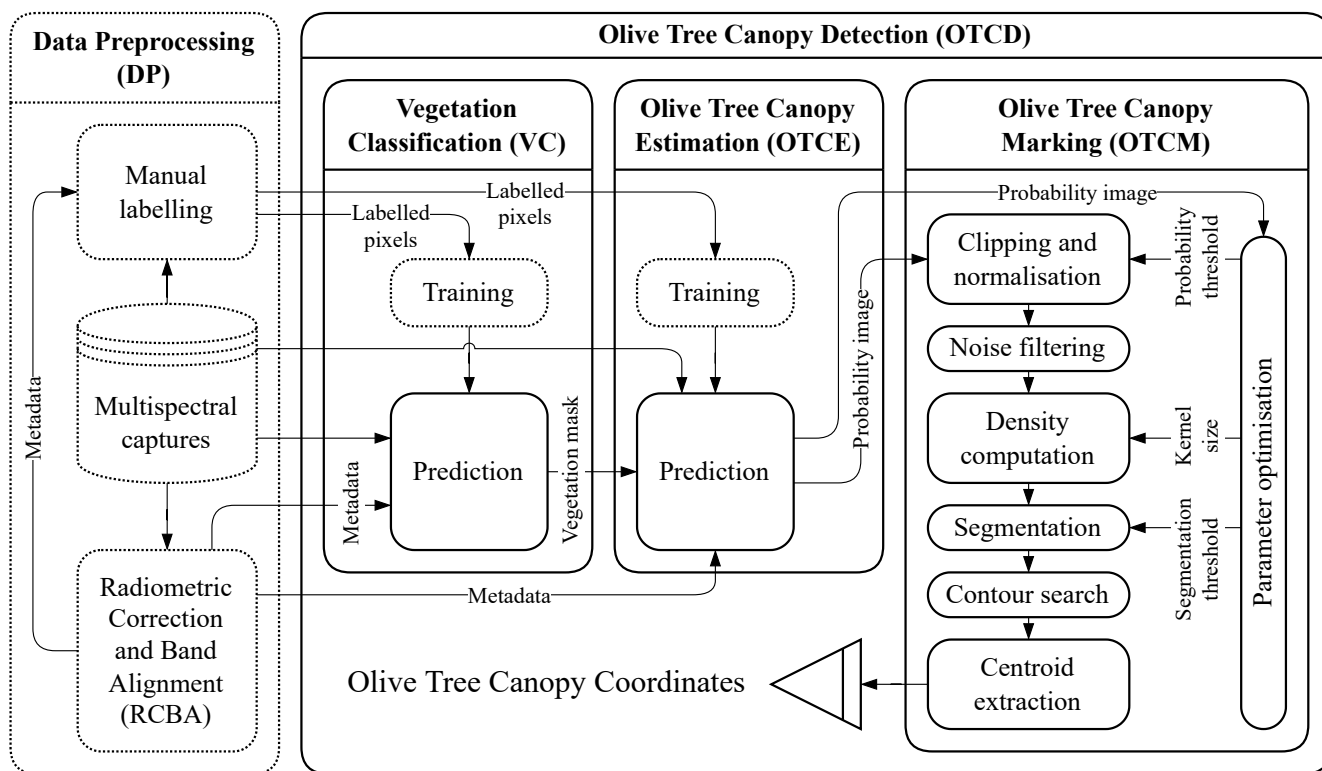 Data Preprocessing
(DP)
Manual
labelling
Metadata
Multispectral
captures
Radiometric
Correction
and Band
Alignment
(RCBA)
Olive Tree Canopy Detection (OTCD)
Vegetation
Classification (VC)
Labelled
pixels
Training
Prediction
Metadata
Vegetation mask
Olive Tree Canopy
Estimation (OTCE)
Labelled
pixels
Training
Prediction
Metadata
Probability image
Olive Tree Canopy
Marking (OTCM)
Probability image
Clipping and
normalisation
Probability
threshold
Noise filtering
Density
computation
Kernel
size
Segmentation
Segmentation
threshold
Contour search
Centroid
extraction
Parameter optimisation
Olive Tree Canopy Coordinates